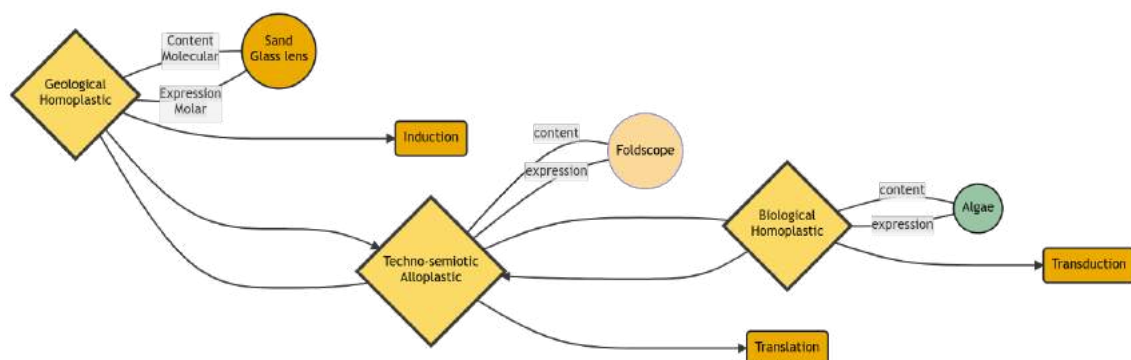 Geological
Homoplastic
Content
Molecular
Expression
Molar
Sand
Glass lens
Induction
content
expression
Foldscope
Techno-semiotic
Alloplastic
Translation
Biological
Homoplastic
content
expression
Algae
Transduction